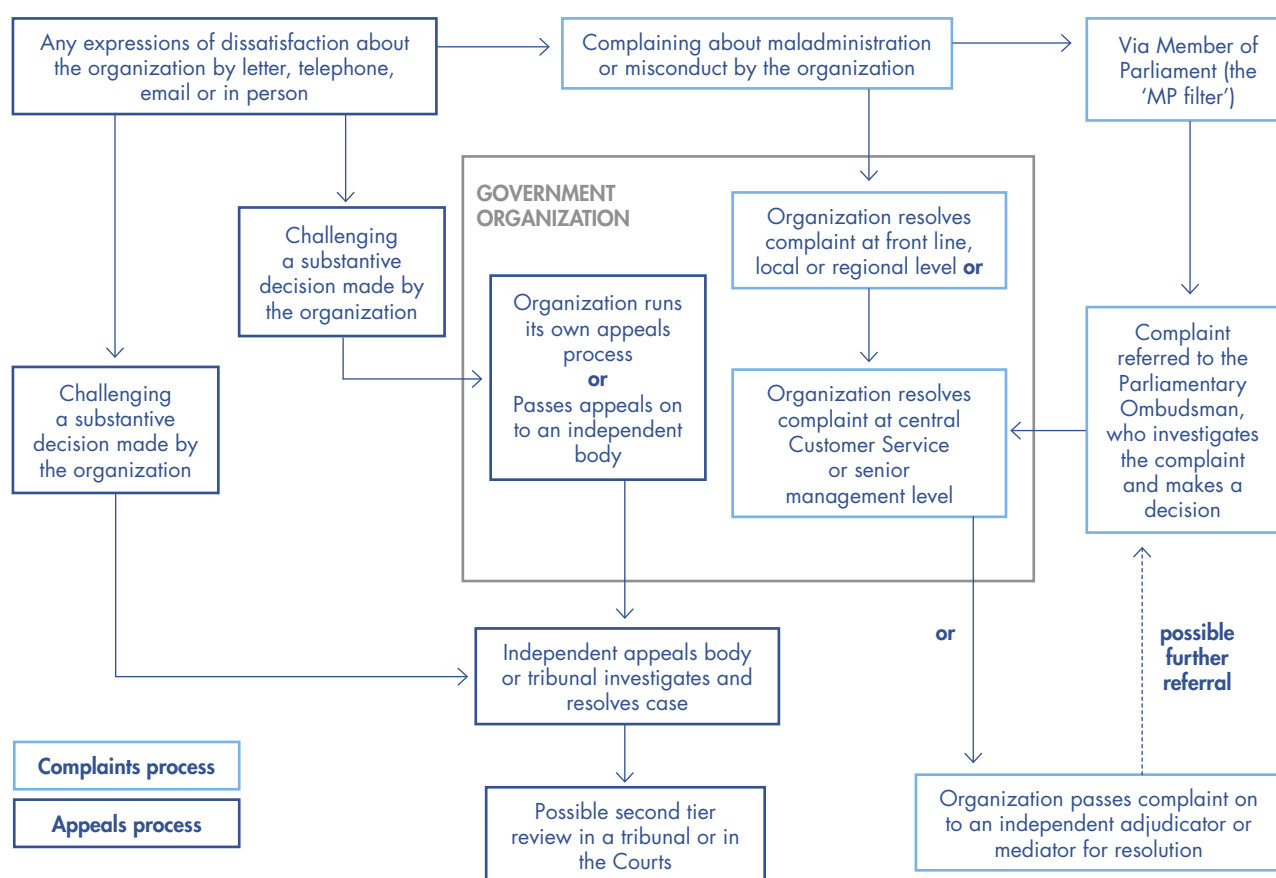 Any expressions of dissatisfaction about
the organization by letter, telephone,
email or in person
Complaining about maladministration
or misconduct by the organization
Via Member of
Parliament (the
‘MP filter’)
GOVERNMENT
ORGANIZATION
Challenging
a substantive
decision made by
the organization
Organization resolves
complaint at front line,
local or regional level or
Organization runs
its own appeals
process
or
Passes appeals on
to an independent
body
Complaint
referred to the
Parliamentary
Ombudsman,
who investigates
the complaint
and makes a
decision
Challenging
a substantive
decision made by
the organization
Organization resolves
complaint at central
Customer Service
or senior
management level
or
possible
further
referral
Independent appeals body
or tribunal investigates and
resolves case
Complaints process
Appeals process
Possible second tier
review in a tribunal or in
the Courts
Organization passes complaint on
to an independent adjudicator or
mediator for resolution